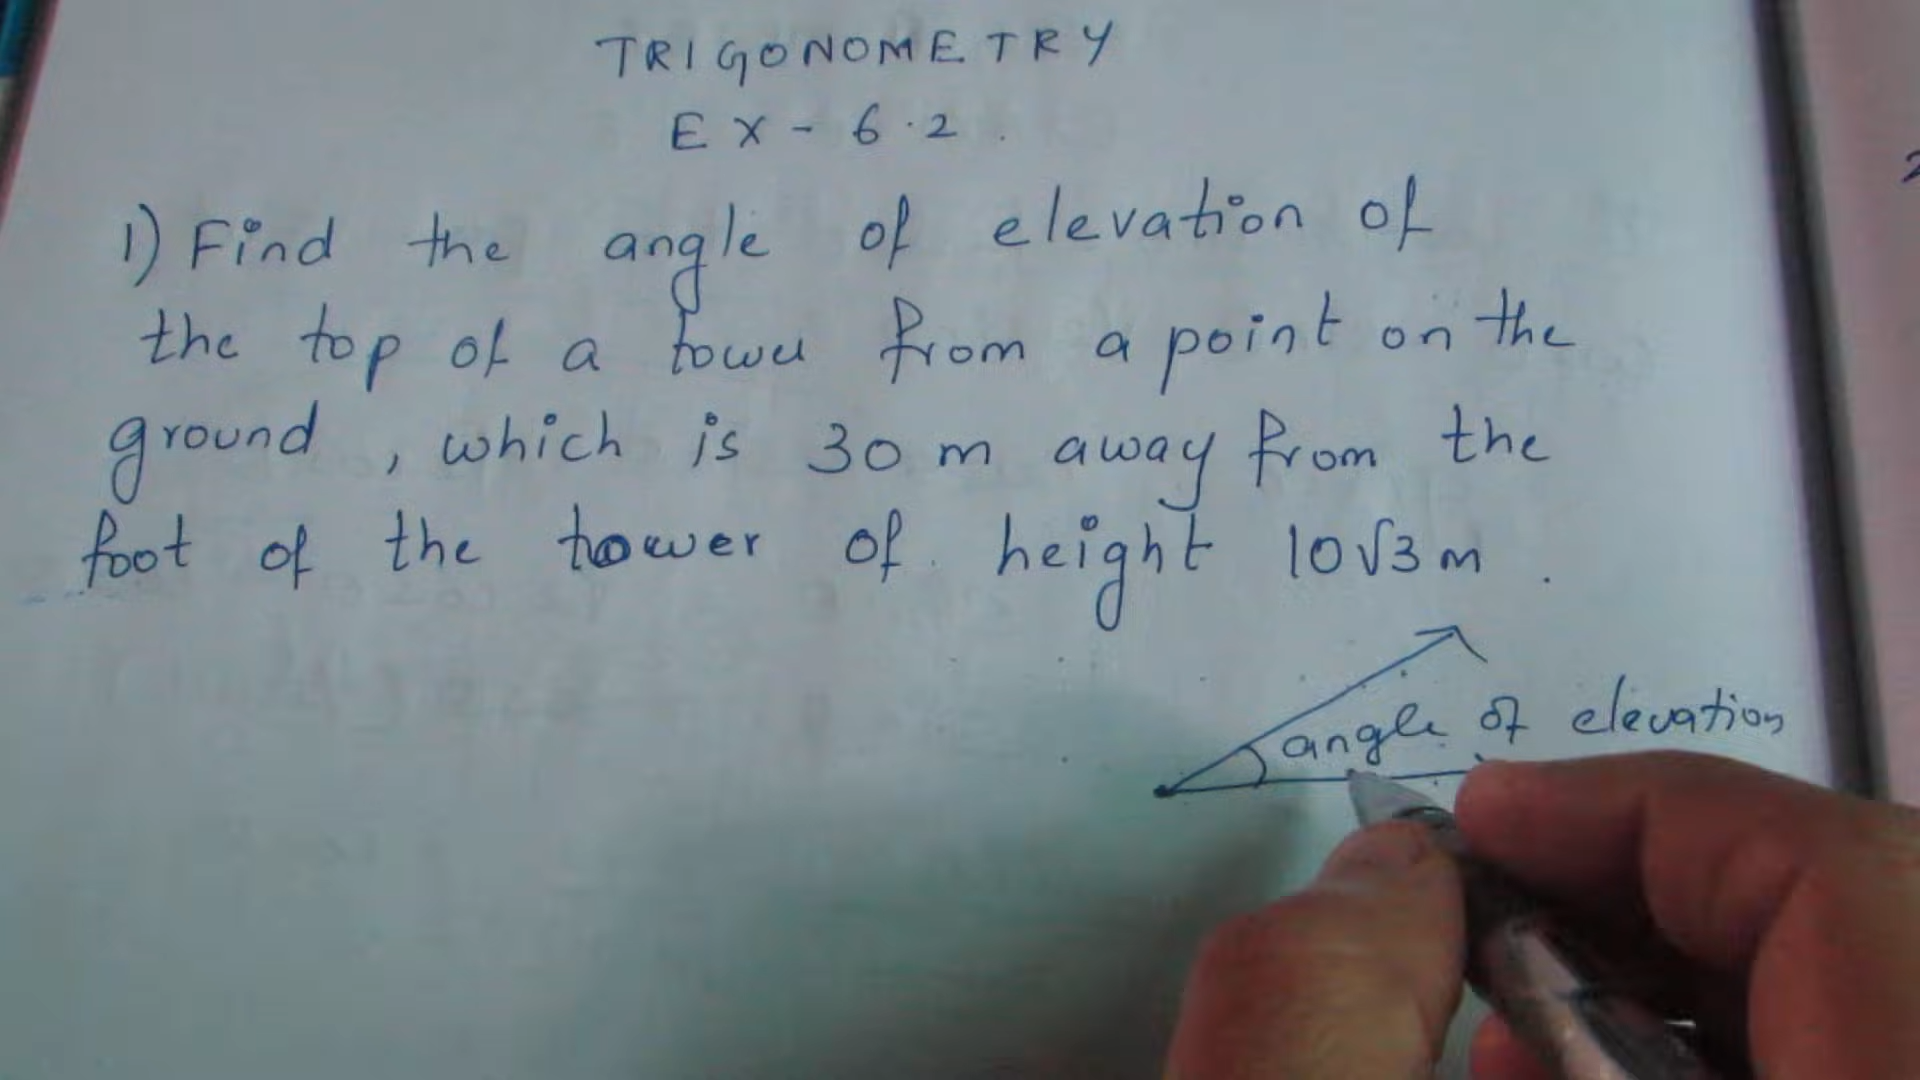 TRIGONOMETRY
EX - 6.2.
1) Find the angle of elevation of
the top of a tower from a point on the
ground, which is 30 m away from the
foot of the tower of height 10√3 m.
angle of elevation